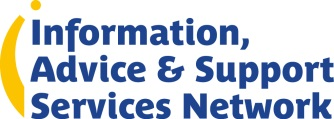 Information,
Advice & Support
Services Network